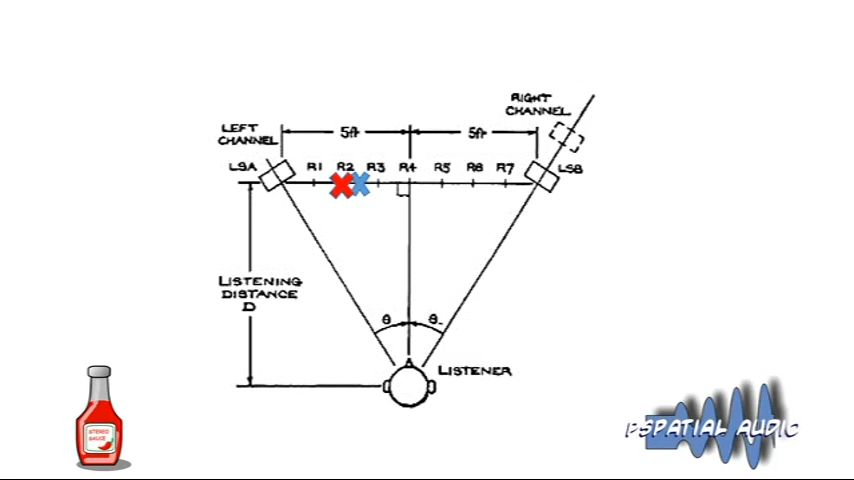 RIGHT
CHANNEL
LEFT
CHANNEL
5ft
5ft
LSA
R1
R2
R3
R4
R5
R6
R7
LSB
LISTENING
DISTANCE
D
θ
θ
LISTENER
STEREO
SAUCE
PSPATIAL AUDIO